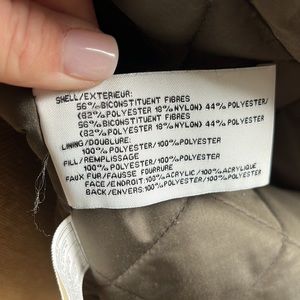 SHELL/EXTERIEUR:
56% BICONSTITUENT FIBRES
(82% POLYESTER 18% NYLON) 44% POLYESTER/
56% BICONSTITUENT FIBRES
(82% POLYESTER 18% NYLON) 44% POLYESTER
LINING/DOUBLURE:
100% POLYESTER/100% POLYESTER
FILL/REMPLISSAGE
100% POLYESTER/100% POLYESTER
FAUX FUR/FAUSSE FOURRURE
FACE/ENDROIT:100% ACRYLIC/100% ACRYLIQUE
BACK/ENVERS:100% POLYESTER/100% POLYESTER